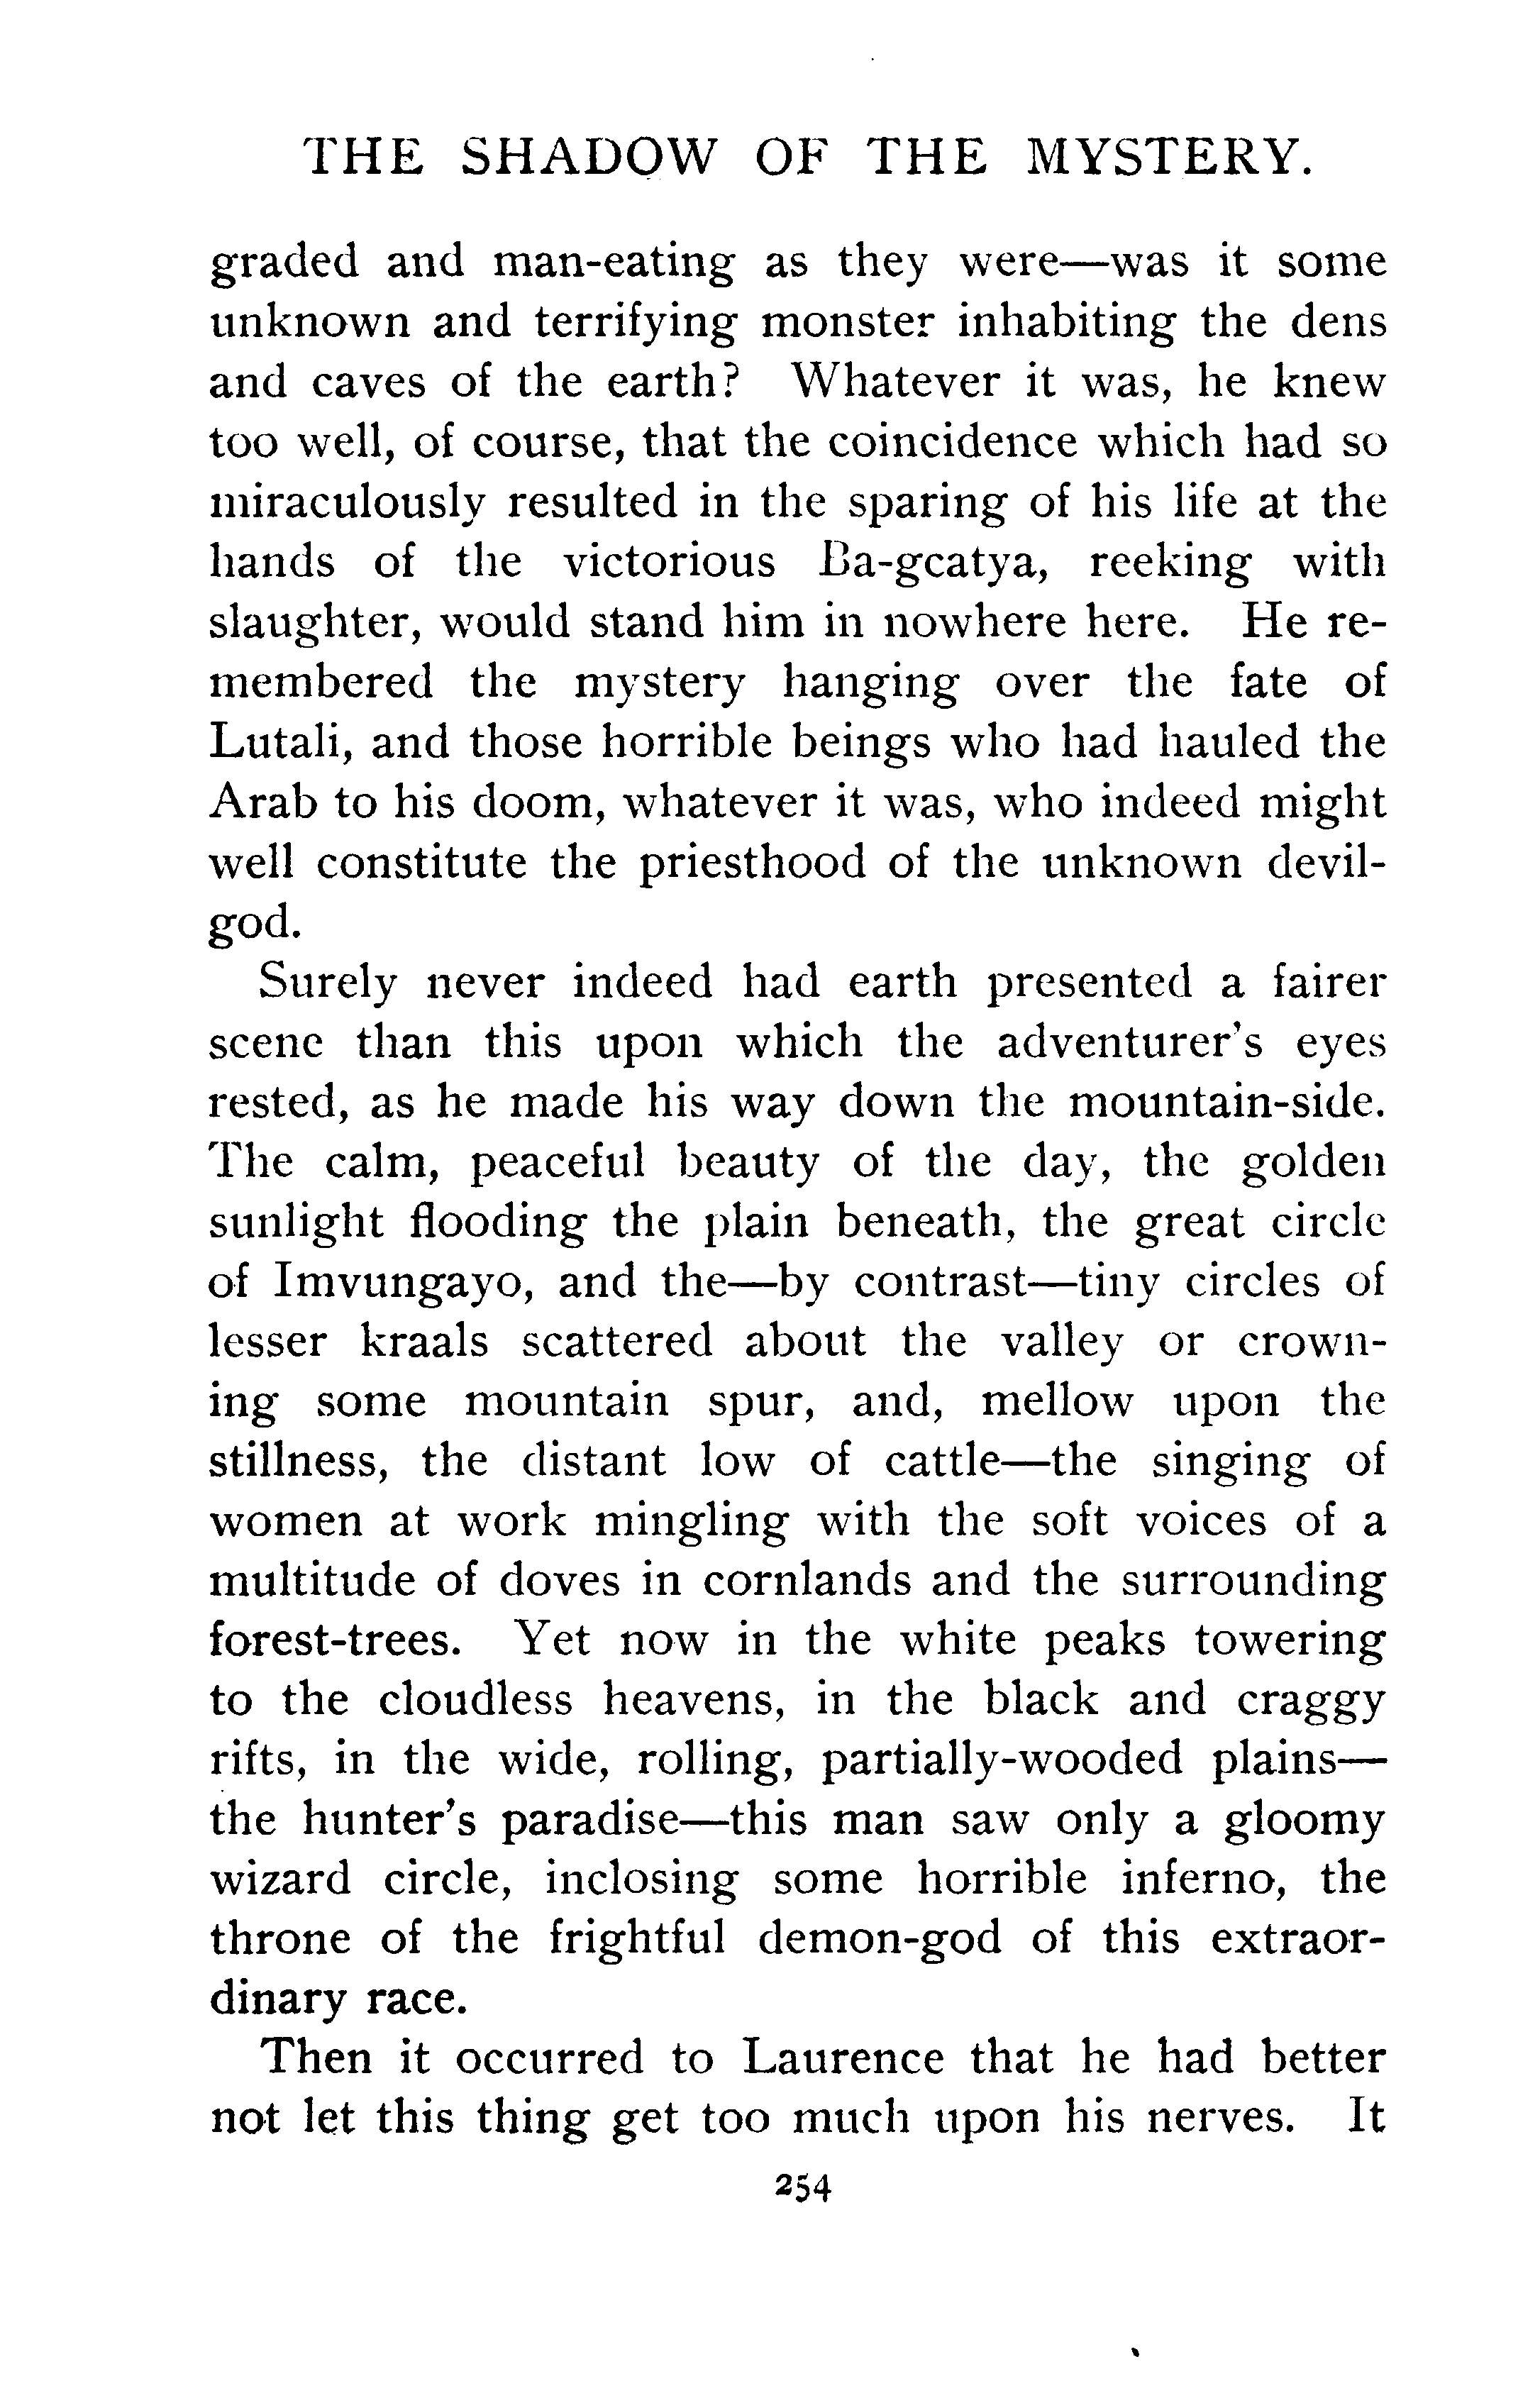 THE SHADOW OF THE MYSTERY.
graded and man-eating as they were—was it some
unknown and terrifying monster inhabiting the dens
and caves of the earth? Whatever it was, he knew
too well, of course, that the coincidence which had so
miraculously resulted in the sparing of his life at the
hands of the victorious Ba-gcatya, reeking with
slaughter, would stand him in nowhere here. He re-
membered the mystery hanging over the fate of
Lutali, and those horrible beings who had hauled the
Arab to his doom, whatever it was, who indeed might
well constitute the priesthood of the unknown devil-
god.
Surely never indeed had earth presented a fairer
scene than this upon which the adventurer's eyes
rested, as he made his way down the mountain-side.
The calm, peaceful beauty of the day, the golden
sunlight flooding the plain beneath, the great circle
of Imvungayo, and the—by contrast—tiny circles of
lesser kraals scattered about the valley or crown-
ing some mountain spur, and, mellow upon the
stillness, the distant low of cattle—the singing of
women at work mingling with the soft voices of a
multitude of doves in cornlands and the surrounding
forest-trees. Yet now in the white peaks towering
to the cloudless heavens, in the black and craggy
rifts, in the wide, rolling, partially-wooded plains—
the hunter's paradise—this man saw only a gloomy
wizard circle, inclosing some horrible inferno, the
throne of the frightful demon-god of this extraor-
dinary race.
Then it occurred to Laurence that he had better
not let this thing get too much upon his nerves. It
254